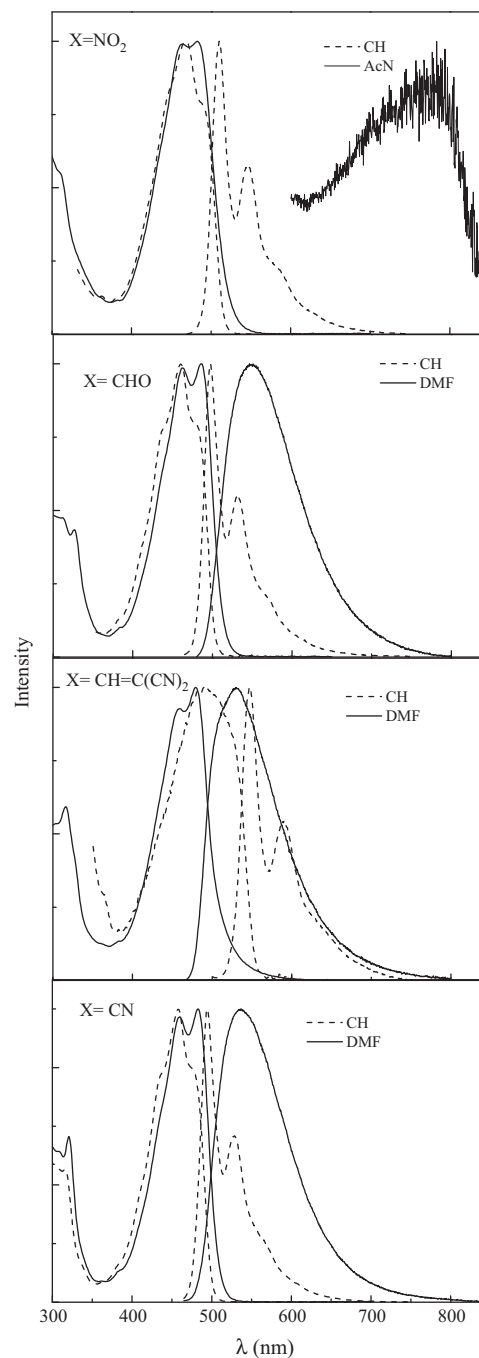 X=NO₂
CH
AcN
X= CHO
CH
DMF
X= CH=C(CN)₂
CH
DMF
X= CN
CH
DMF
Intensity
300 400 500 600 700 800
λ (nm)